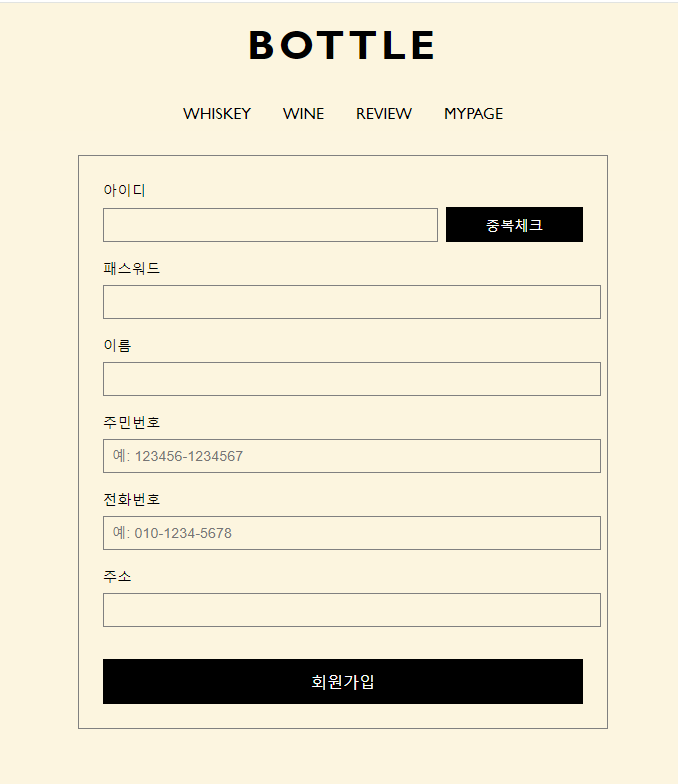 BOTTLE
WHISKEY WINE REVIEW MYPAGE
아이디
중복체크
패스워드
이름
주민번호
예: 123456-1234567
전화번호
예: 010-1234-5678
주소
회원가입